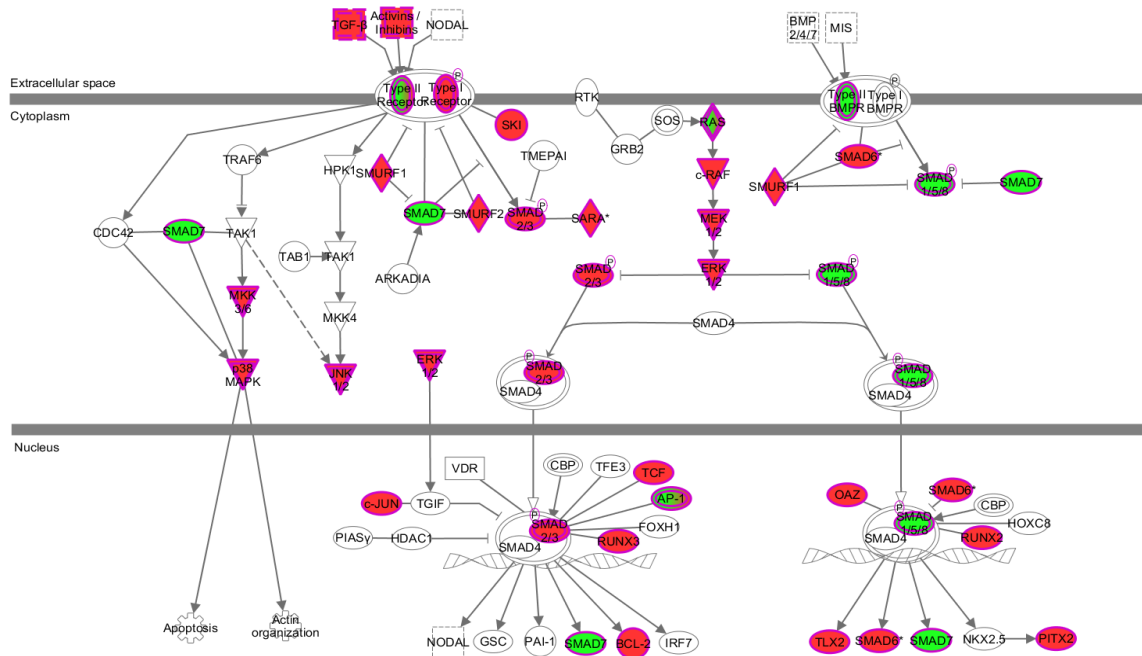 TGF-β
Activins /
Inhibins
NODAL
BMP
2/4/7
MIS
Extracellular space
Cytoplasm
P
Type II
Receptor
Type I
Receptor
RTK
SOS
GRB2
RAS
P
Type II
BMPR
Type I
BMPR
SKI
TRAF6
HPK1
SMURF1
TMEPAI
c-RAF
SMAD6*
SMURF1
P
SMAD
1/5/8
SMAD7
CDC42
SMAD7
TAK1
SMAD7
SMURF2
P
SMAD
2/3
SARA*
MEK
1/2
TAB1
TAK1
ARKADIA
P
SMAD
2/3
ERK
1/2
P
SMAD
1/5/8
MKK
3/6
MKK4
SMAD4
p38
MAPK
JNK
1/2
ERK
1/2
P
SMAD
2/3
SMAD4
P
SMAD
1/5/8
SMAD4
Nucleus
VDR
CBP
TFE3
TCF
c-JUN
TGIF
AP-1
OAZ
SMAD6*
CBP
PIASγ
HDAC1
P
SMAD
2/3
SMAD4
FOXH1
RUNX3
P
SMAD
1/5/8
SMAD4
HOXC8
RUNX2
Apoptosis
Actin
organization
NODAL
GSC
PAI-1
SMAD7
BCL-2
IRF7
TLX2
SMAD6*
SMAD7
NKX2.5
PITX2